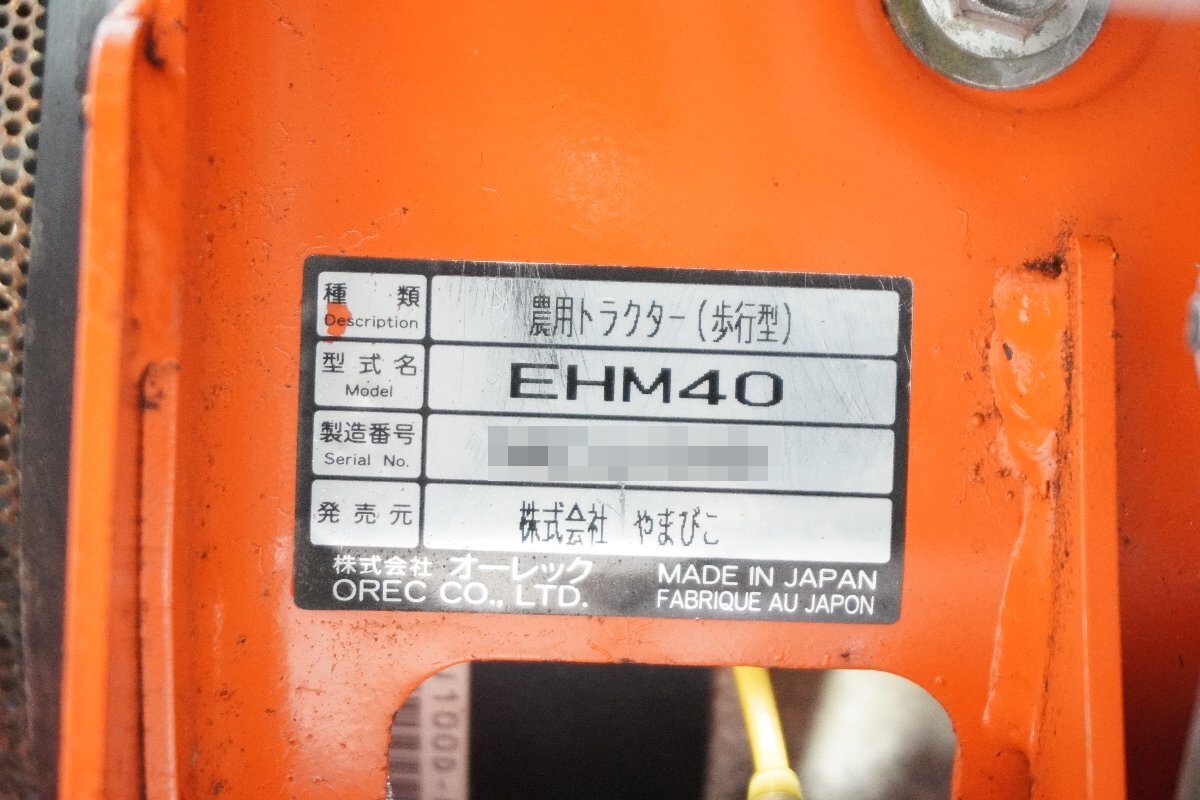 種類 農用トラクター(歩行型)
Description
型式名 EHM40
Model
製造番号
Serial No.
発売元 株式会社 やまびこ
株式会社 オーレック
OREC CO., LTD.
MADE IN JAPAN
FABRIQUE AU JAPON
11000-